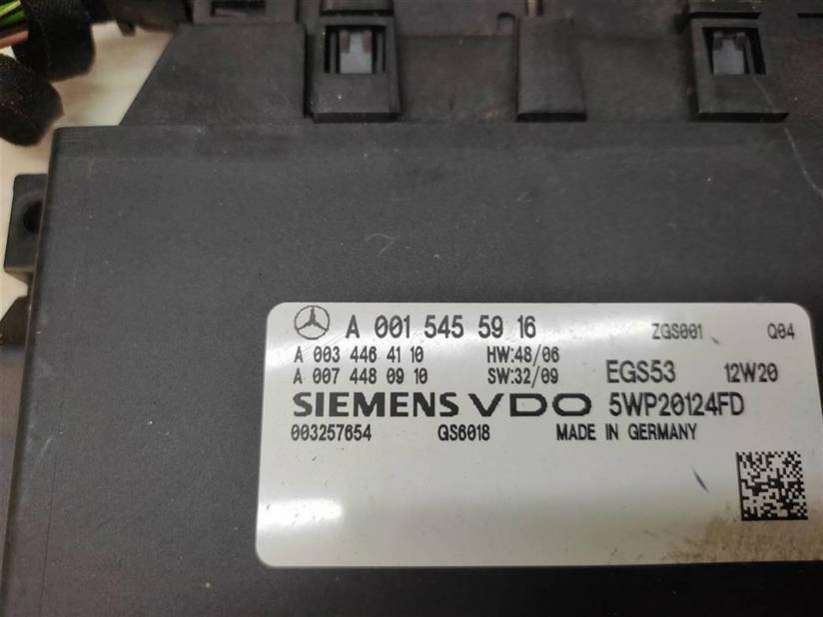 A 001 545 59 16 ZGS001 Q04
A 003 446 41 10 HW:48/06
A 007 448 09 10 SW:32/09 EGS53 12W20
SIEMENS VDO 5WP20124FD
003257654 GS6018 MADE IN GERMANY